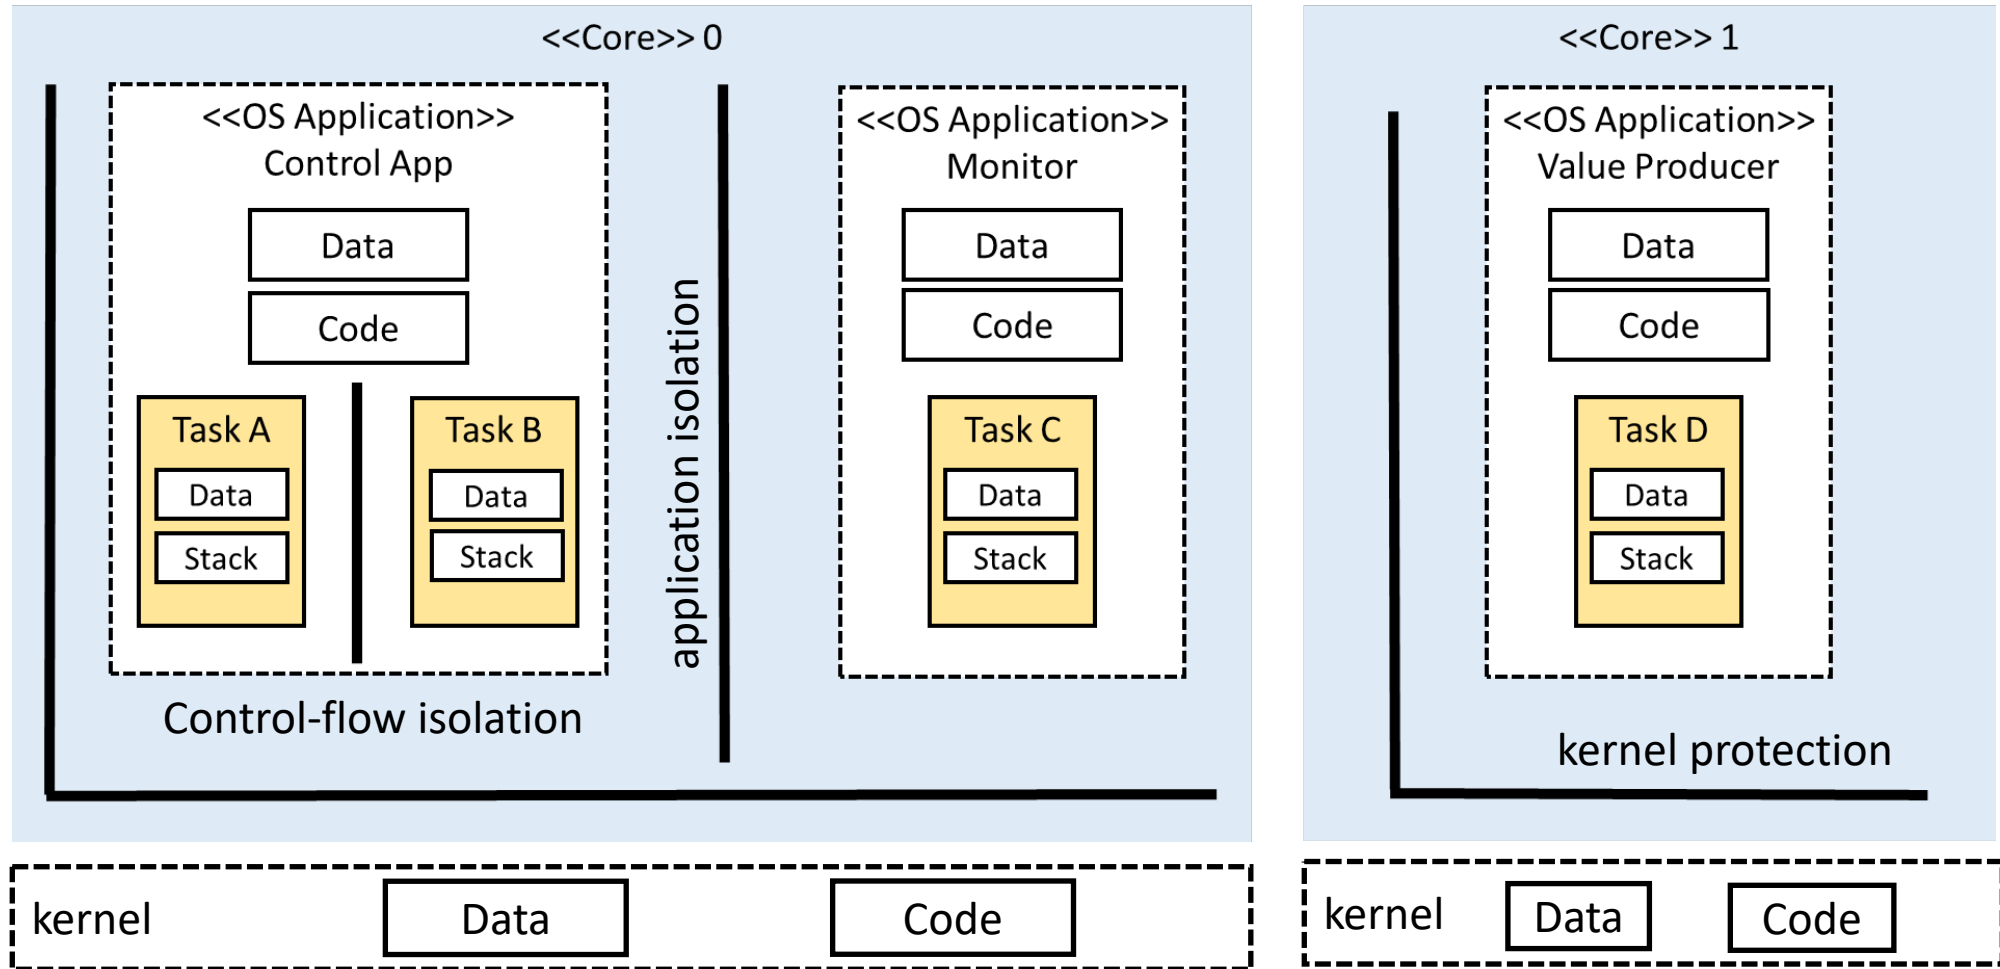 <<Core>> 0
<<OS Application>>
Control App
Data
Code
Task A
Data
Stack
Task B
Data
Stack
Control-flow isolation
application isolation
<<OS Application>>
Monitor
Data
Code
Task C
Data
Stack
kernel
Data
Code
<<Core>> 1
<<OS Application>>
Value Producer
Data
Code
Task D
Data
Stack
kernel protection
kernel
Data
Code